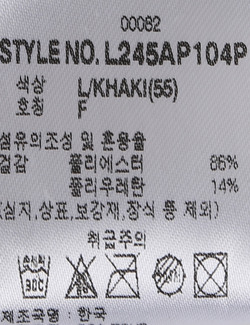 00082
STYLE NO. L245AP104P
색상 L/KHAKI(55)
호칭 F
섬유의조성 및 혼용율
겉감 폴리에스터 86%
폴리우레탄 14%
(심지,상표,보강재,장식 등 제외)
취급주의
30C
제조국명 : 한국